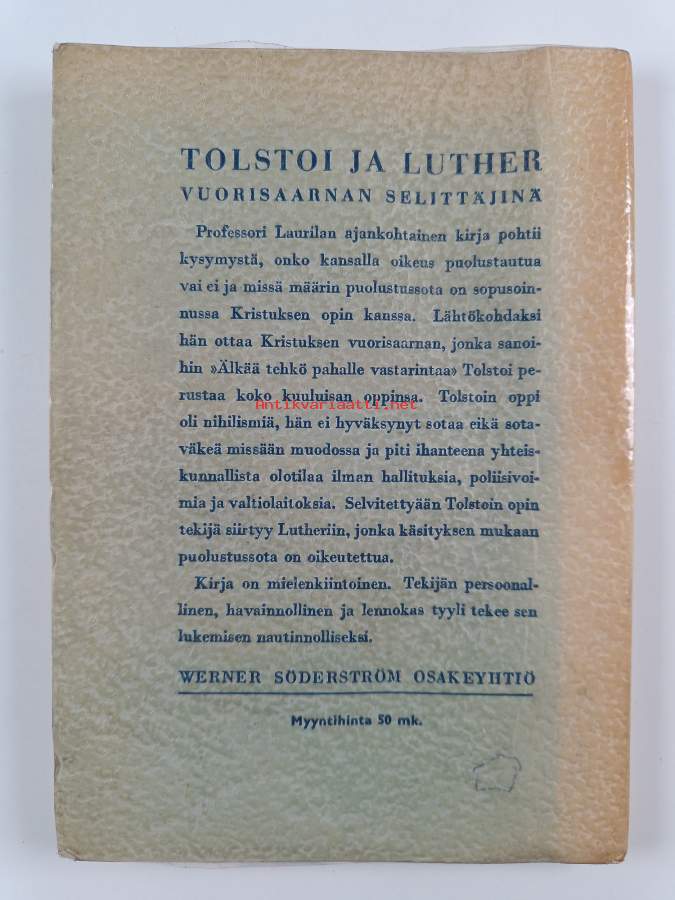 TOLSTOI JA LUTHER
VUORISAARNAN SELITTÄJINÄ
Professori Laurilan ajankohtainen kirja pohtii
kysymystä, onko kansalla oikeus puolustautua
vai ei ja missä määrin puolustussota on sopusoin-
nussa Kristuksen opin kanssa. Lähtökohdaksi
hän ottaa Kristuksen vuorisaarnan, jonka sanoi-
hin »Älkää tehkö pahalle vastarintaa» Tolstoi pe-
rustaa koko kuuluisan oppinsa. Tolstoin oppi
Antikvariaatti.net
oli nihilismiä, hän ei hyväksynyt sotaa eikä sota-
väkeä missään muodossa ja piti ihanteena yhteis-
kunnallista olotilaa ilman hallituksia, poliisivoi-
mia ja valtiolaitoksia. Selvitettyään Tolstoin opin
tekijä siirtyy Lutheriin, jonka käsityksen mukaan
puolustussota on oikeutettua.
Kirja on mielenkiintoinen. Tekijän persoonal-
linen, havainnollinen ja lennokas tyyli tekee sen
lukemisen nautinnolliseksi.
WERNER SÖDERSTRÖM OSAKEYHTIÖ
Myyntihinta 50 mk.